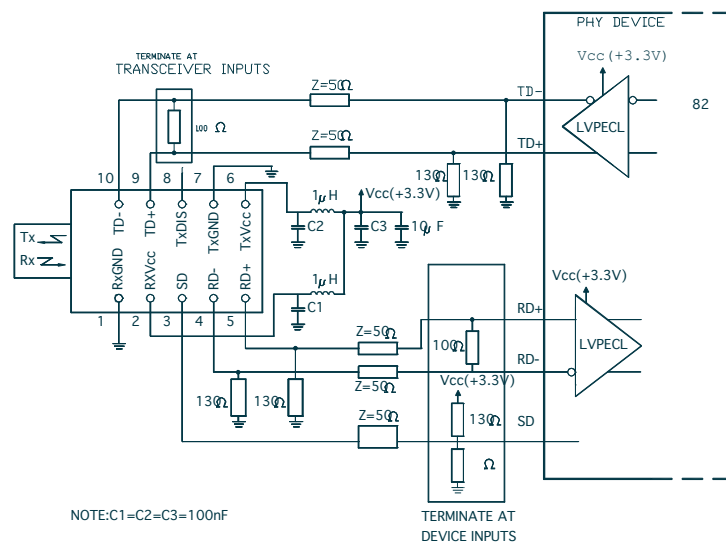 PHY DEVICE
TERMINATE AT
TRANSCEIVER INPUTS
Vcc(+3.3V)
Z=50Ω
TD-
LVPECL
82
100 Ω
Z=50Ω
TD+
130Ω 130Ω
10 9 8 7 6
TD- TD+ TxDIS TxGND TxVcc
1μH
Vcc(+3.3V)
C2 C3 10μF
Tx
Rx
RxGND RXVcc SD RD- RD+
1μH
C1
1 2 3 4 5
Vcc(+3.3V)
RD+
Z=50Ω
100Ω
LVPECL
RD-
Z=50Ω
Vcc(+3.3V)
130Ω 130Ω
Z=50Ω
130Ω
SD
Ω
NOTE:C1=C2=C3=100nF
TERMINATE AT
DEVICE INPUTS